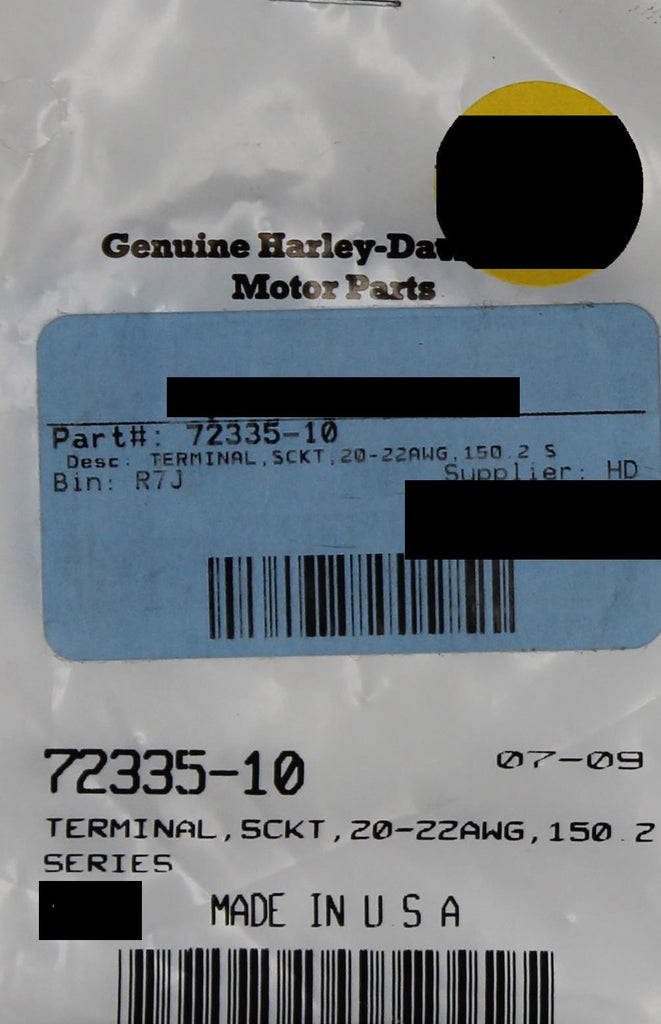 Genuine Harley-Da
Motor Parts
Part#: 72335-10
Desc: TERMINAL,SCKT,20-22AWG,150.2 S
Bin: R7J Supplier: HD
72335-10 07-09
TERMINAL,SCKT,20-22AWG,150.2
SERIES
MADE IN U S A